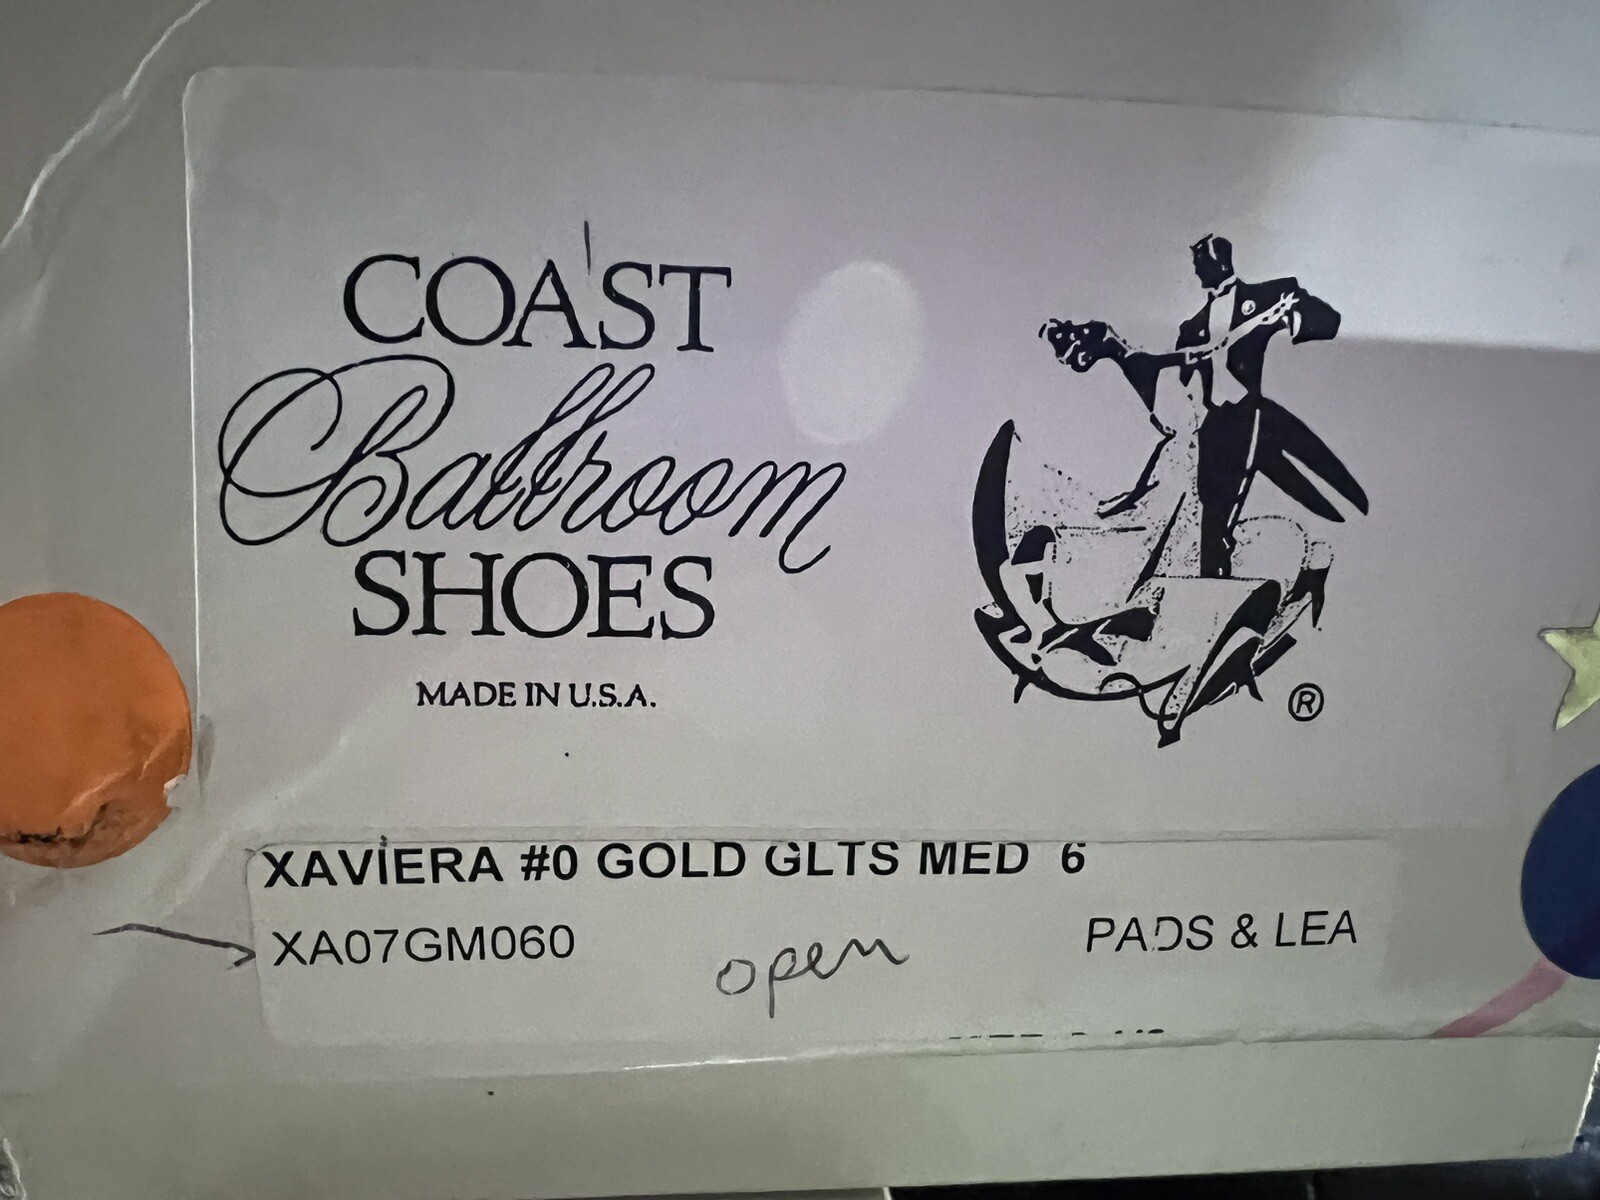 COAST
Ballroom
SHOES
MADE IN U.S.A.
®
XAVIERA #0 GOLD GLTS MED 6
XA07GM060
open
PADS & LEA